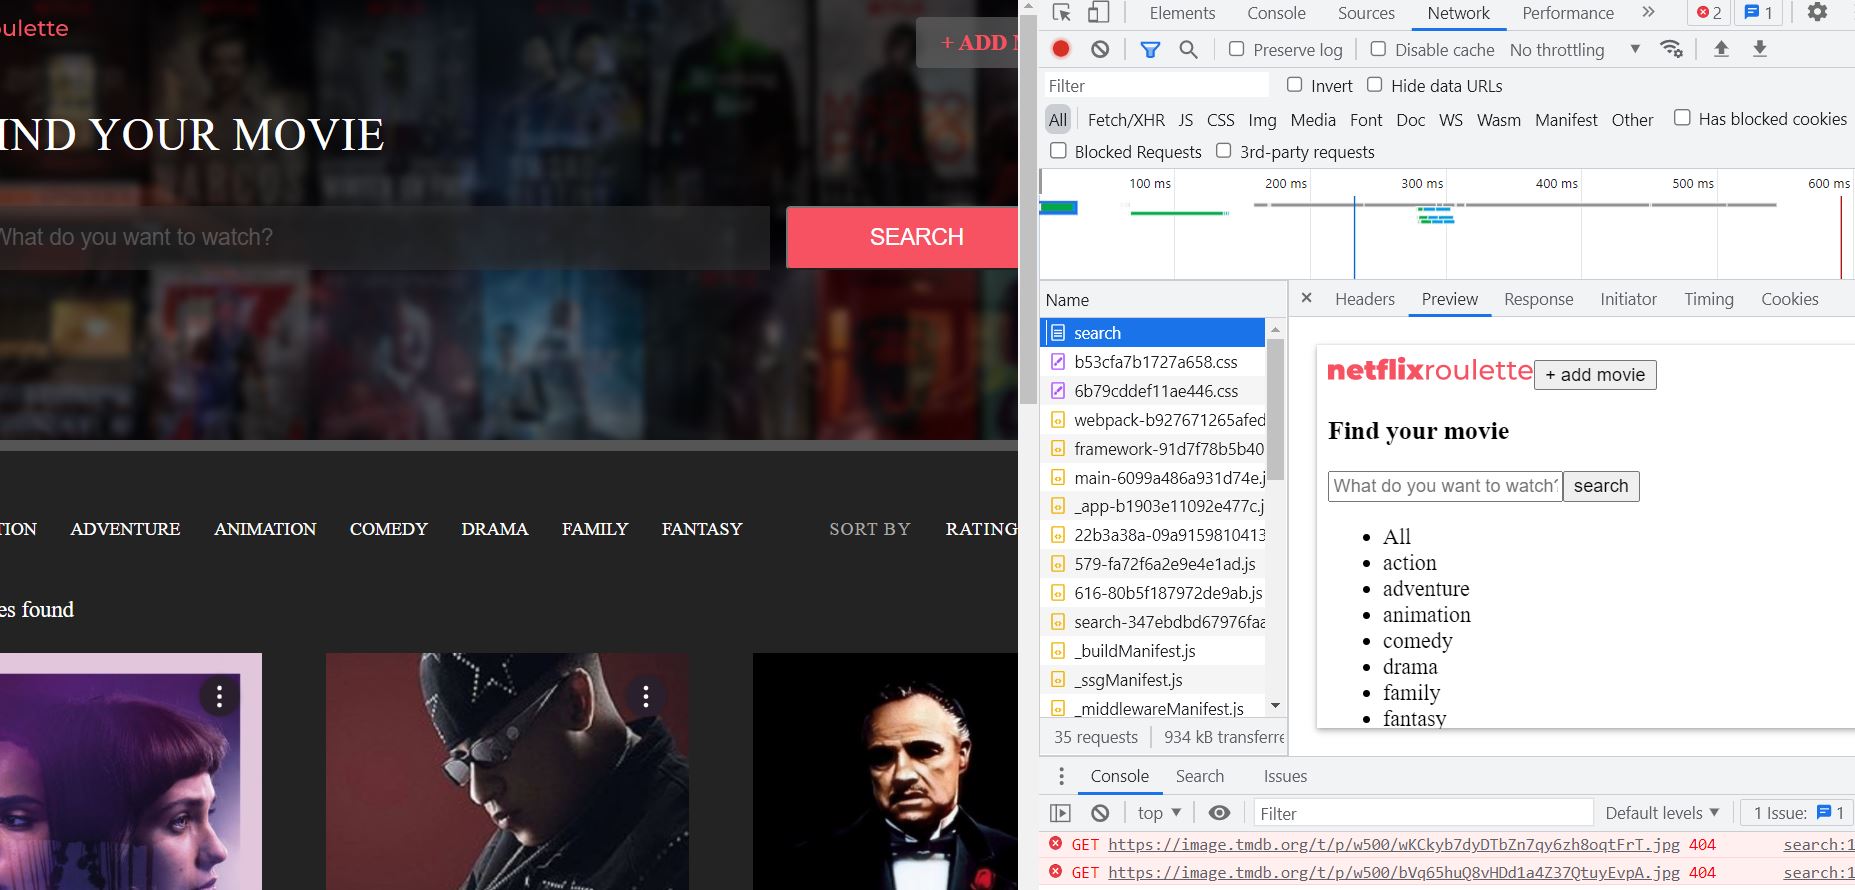 ulette
+ ADD
FIND YOUR MOVIE
What do you want to watch?
SEARCH
TION ADVENTURE ANIMATION COMEDY DRAMA FAMILY FANTASY SORT BY RATING
es found
NARCOS
MARCO
POLO
Elements Console Sources Network Performance » 2 1
Preserve log Disable cache No throttling
Filter Invert Hide data URLs
All Fetch/XHR JS CSS Img Media Font Doc WS Wasm Manifest Other Has blocked cookies
Blocked Requests 3rd-party requests
100 ms 200 ms 300 ms 400 ms 500 ms 600 ms
Name
search
b53cfa7b1727a658.css
6b79cddef11ae446.css
webpack-b927671265afed
framework-91d7f78b5b40
main-6099a486a931d74e.j
_app-b1903e11092e477c.j
22b3a38a-09a9159810413
579-fa72f6a2e9e4e1ad.js
616-80b5f187972de9ab.js
search-347ebdbd67976faa
_buildManifest.js
_ssgManifest.js
_middlewareManifest.js
35 requests 934 kB transferre
× Headers Preview Response Initiator Timing Cookies
netflixroulette + add movie
Find your movie
What do you want to watch? search
• All
• action
• adventure
• animation
• comedy
• drama
• family
• fantasy
Console Search Issues
top Filter Default levels 1 Issue: 1
GET https://image.tmdb.org/t/p/w500/wKCkyb7dyDTbZn7qy6zh8oqtFrT.jpg 404 search:1
GET https://image.tmdb.org/t/p/w500/bVq65huQ8vHDd1a4Z37QtuyEvpA.jpg 404 search:1